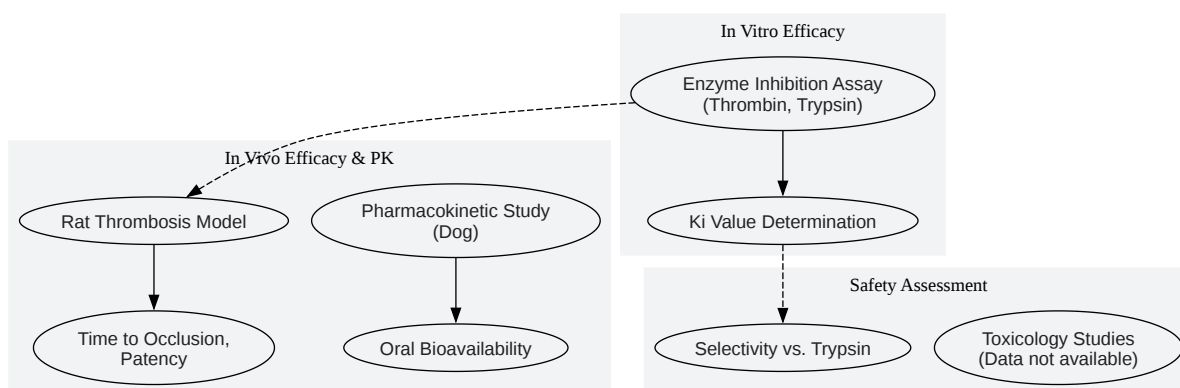 In Vitro Efficacy
Enzyme Inhibition Assay
(Thrombin, Trypsin)
Ki Value Determination
In Vivo Efficacy & PK
Rat Thrombosis Model
Pharmacokinetic Study
(Dog)
Time to Occlusion,
Patency
Oral Bioavailability
Safety Assessment
Selectivity vs. Trypsin
Toxicology Studies
(Data not available)